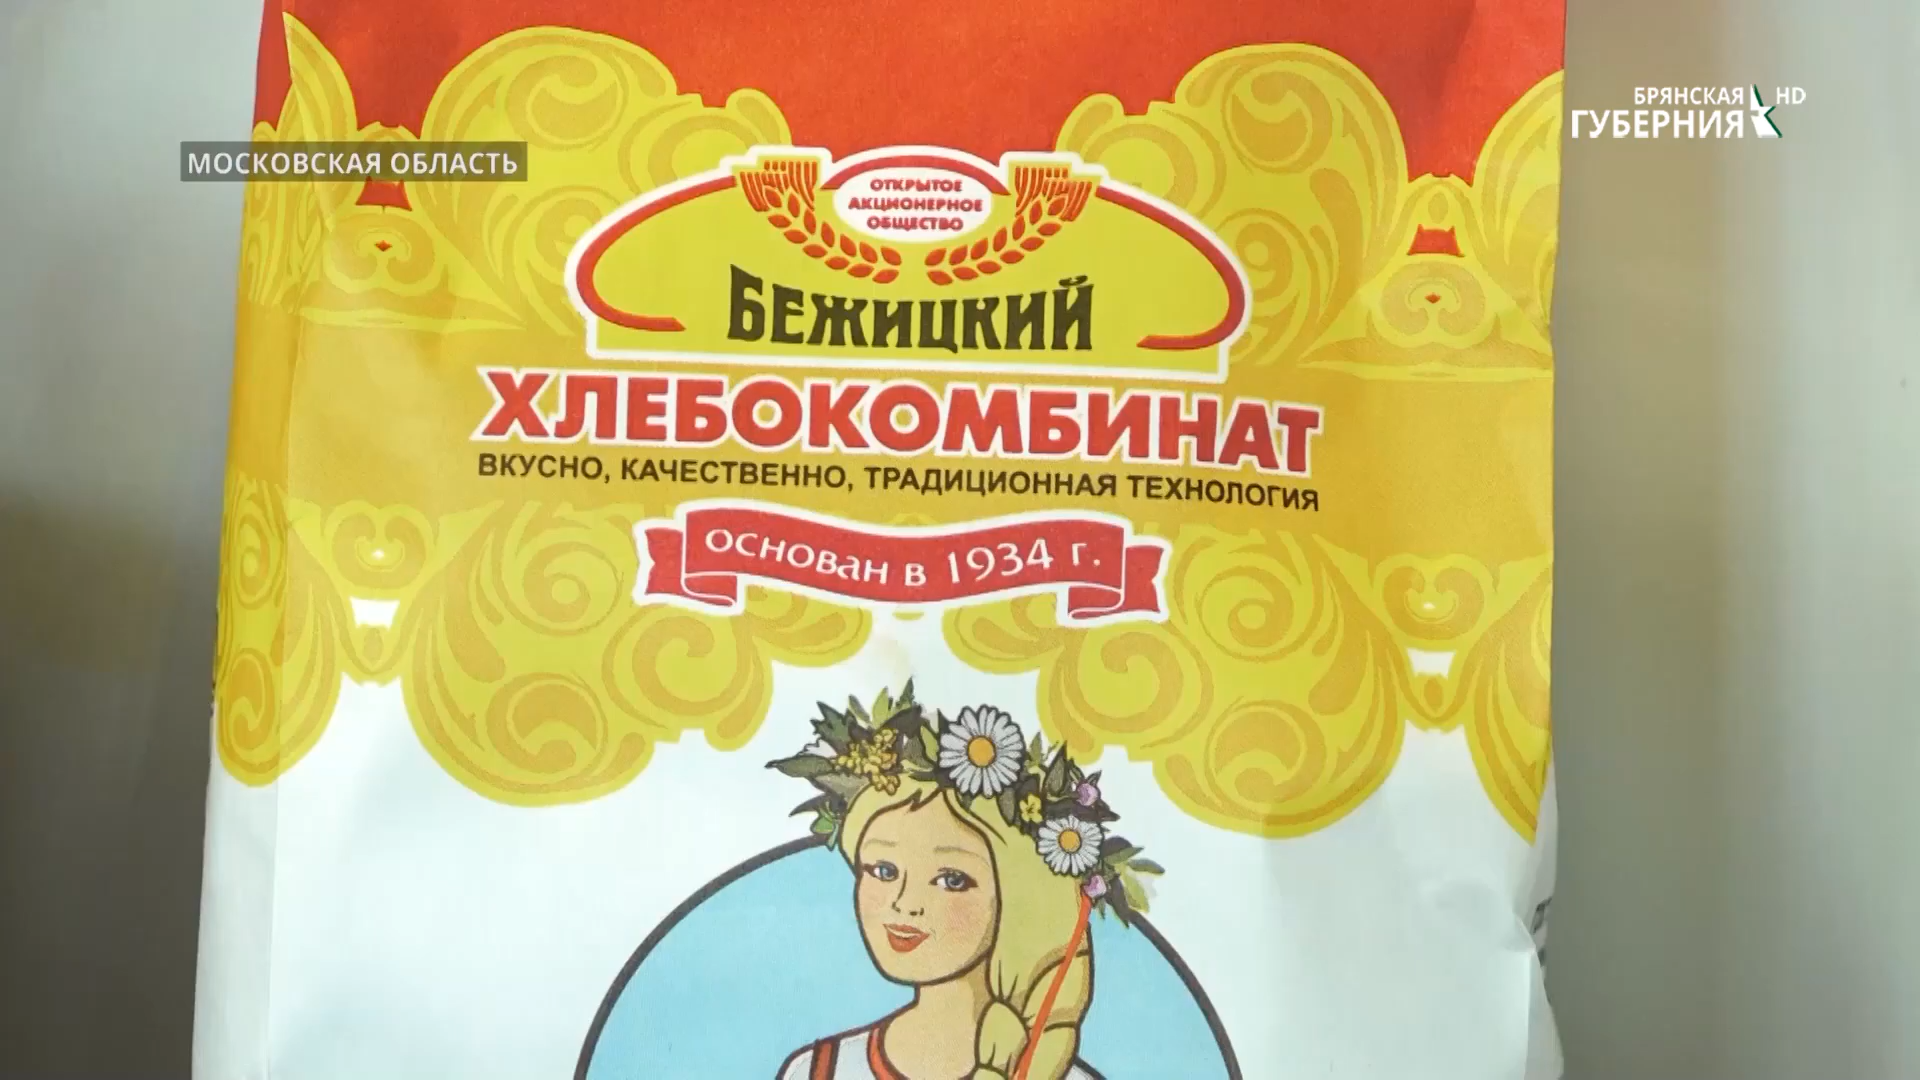 БРЯНСКАЯ HD
ГУБЕРНИЯ
МОСКОВСКАЯ ОБЛАСТЬ
ОТКРЫТОЕ
АКЦИОНЕРНОЕ
ОБЩЕСТВО
БЕЖИЦКИЙ
ХЛЕБОКОМБИНАТ
ВКУСНО, КАЧЕСТВЕННО, ТРАДИЦИОННАЯ ТЕХНОЛОГИЯ
основан в 1934 г.